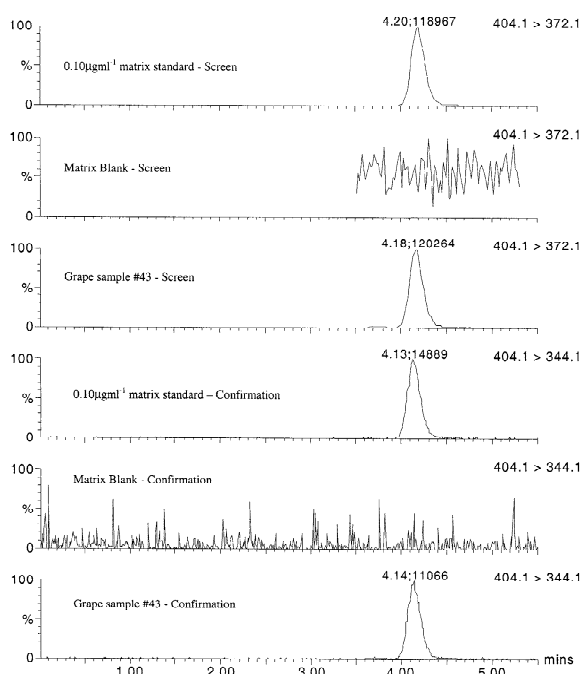 100
%
0
0.10µgml⁻¹ matrix standard - Screen
4.20;118967
404.1 > 372.1
100
%
0
Matrix Blank - Screen
404.1 > 372.1
100
%
0
Grape sample #43 - Screen
4.18;120264
404.1 > 372.1
100
%
0
0.10µgml⁻¹ matrix standard – Confirmation
4.13;14889
404.1 > 344.1
100
%
0
Matrix Blank - Confirmation
404.1 > 344.1
100
%
0
Grape sample #43 - Confirmation
4.14;11066
404.1 > 344.1
1.00 2.00 3.00 4.00 5.00 mins